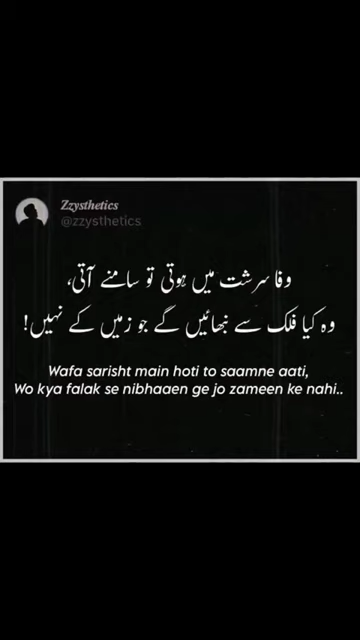 Zzysthetics
@zzysthetics
وفا سرشت میں ہوتی تو سامنے آتی،
وہ کیا فلک سے نبھائیں گے جو زمیں کے نہیں!
Wafa sarisht main hoti to saamne aati,
Wo kya falak se nibhaaen ge jo zameen ke nahi..